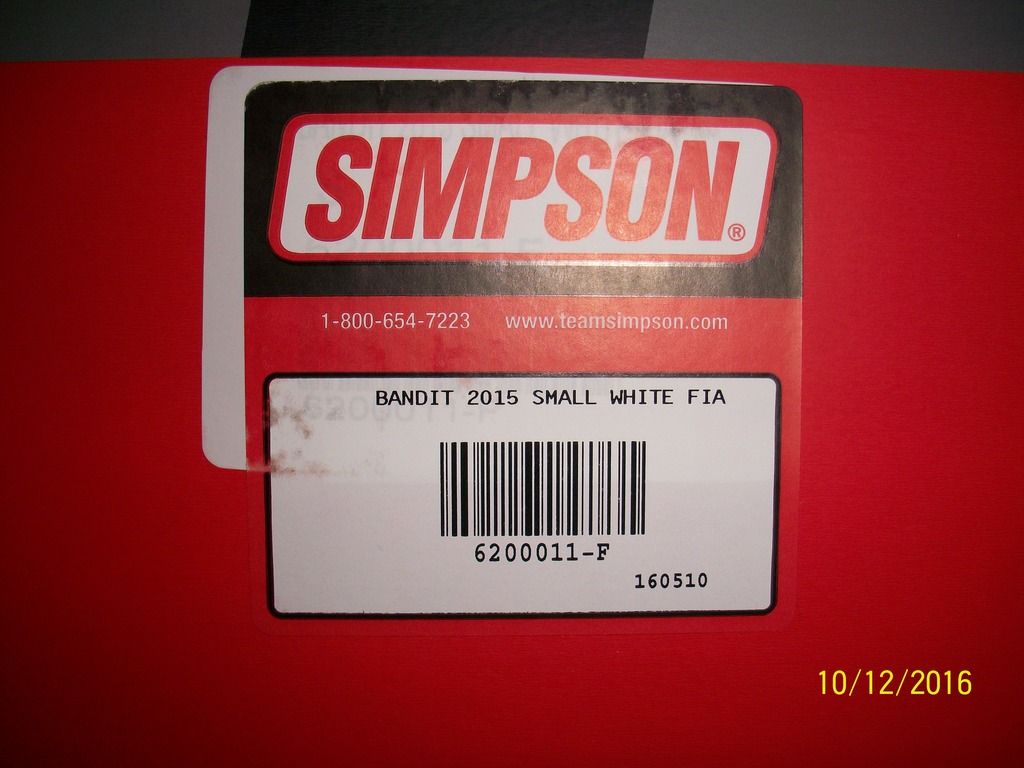 SIMPSON®
1-800-654-7223 www.teamsimpson.com
BANDIT 2015 SMALL WHITE FIA
6200011-F
160510
10/12/2016